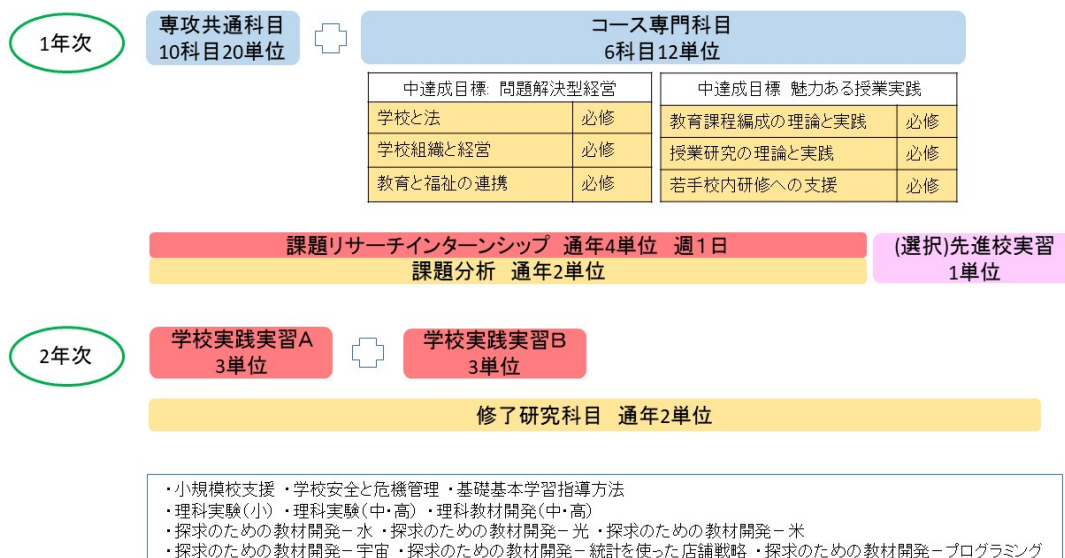 1年次
専攻共通科目
10科目20単位
コース専門科目
6科目12単位
中達成目標: 問題解決型経営
学校と法 必修
学校組織と経営 必修
教育と福祉の連携 必修
中達成目標 魅力ある授業実践
教育課程編成の理論と実践 必修
授業研究の理論と実践 必修
若手校内研修への支援 必修
課題リサーチインターンシップ 通年4単位 週1日
課題分析 通年2単位
(選択)先進校実習
1単位
2年次
学校実践実習A
3単位
学校実践実習B
3単位
修了研究科目 通年2単位
・小規模校支援 ・学校安全と危機管理 ・基礎基本学習指導方法
・理科実験(小) ・理科実験(中・高) ・理科教材開発(中・高)
・探求のための教材開発－水 ・探求のための教材開発－光 ・探求のための教材開発－米
・探求のための教材開発－宇宙 ・探求のための教材開発－統計を使った店舗戦略 ・探求のための教材開発－プログラミング